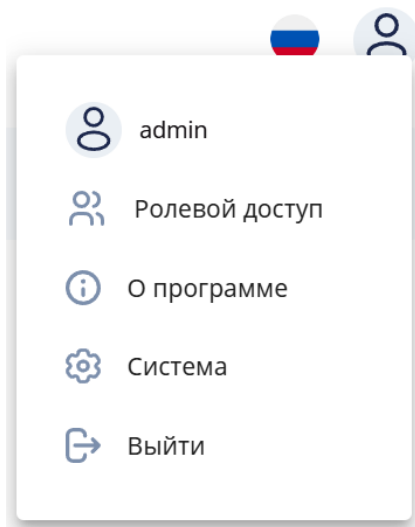 admin
Ролевой доступ
О программе
Система
Выйти